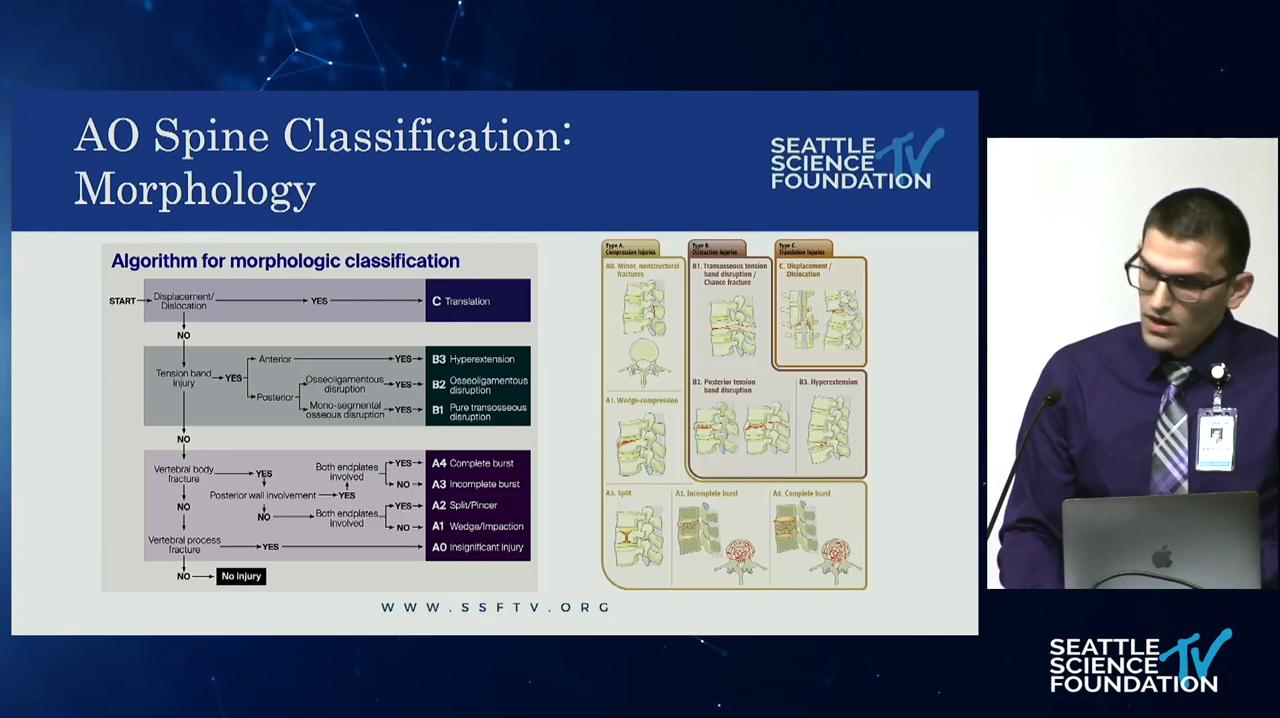 AO Spine Classification:
Morphology
SEATTLE
SCIENCE TV
FOUNDATION
Algorithm for morphologic classification
START
Displacement/
Dislocation
YES
C Translation
NO
Tension band
injury
YES
Anterior
YES
B3 Hyperextension
Posterior
Osseoligamentous
disruption
YES
B2 Osseoligamentous
disruption
Mono-segmental
osseous disruption
YES
B1 Pure transosseous
disruption
NO
Vertebral body
fracture
YES
Posterior wall involvement
YES
Both endplates
involved
YES
A4 Complete burst
NO
A3 Incomplete burst
NO
Both endplates
involved
YES
A2 Split/Pincer
NO
A1 Wedge/Impaction
NO
Vertebral process
fracture
YES
A0 Insignificant injury
NO
No injury
Type A.
Compression Injuries
Type B.
Distraction Injuries
Type C.
Translation Injuries
A0. Minor, nonstructural
fractures
B1. Transosseous tension
band disruption /
Chance fracture
C. Displacement /
Dislocation
A1. Wedge-compression
B2. Posterior tension
band disruption
B3. Hyperextension
A2. Split
A3. Incomplete burst
A4. Complete burst
WWW.SSFTV.ORG
SEATTLE
SCIENCE TV
FOUNDATION